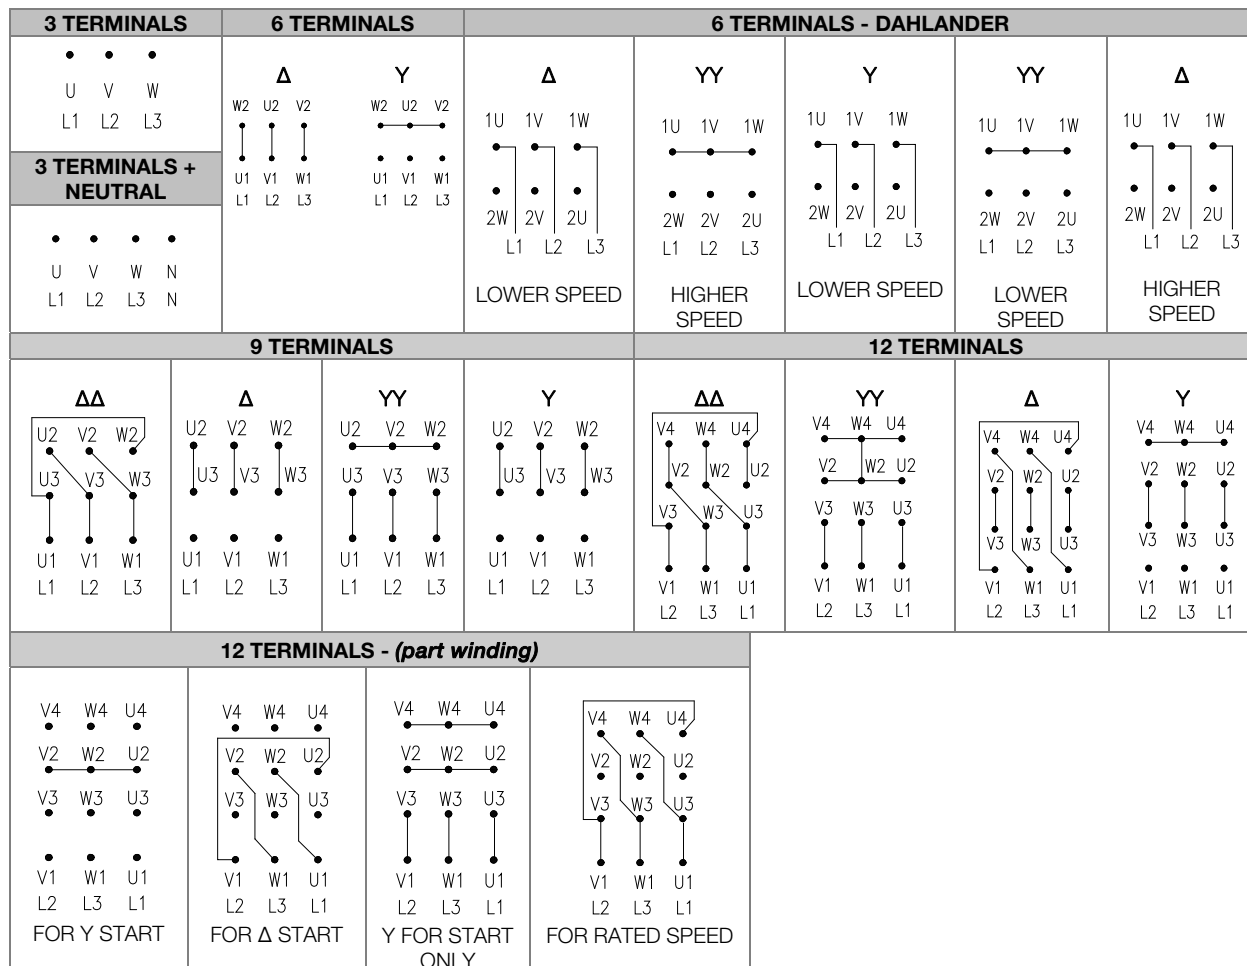 3 TERMINALS
6 TERMINALS
6 TERMINALS - DAHLANDER
U V W
L1 L2 L3
3 TERMINALS +
NEUTRAL
U V W N
L1 L2 L3 N
Δ
W2 U2 V2
U1 V1 W1
L1 L2 L3
Y
W2 U2 V2
U1 V1 W1
L1 L2 L3
Δ
1U 1V 1W
2W 2V 2U
L1 L2 L3
LOWER SPEED
YY
1U 1V 1W
2W 2V 2U
L1 L2 L3
HIGHER
SPEED
Y
1U 1V 1W
2W 2V 2U
L1 L2 L3
LOWER SPEED
YY
1U 1V 1W
2W 2V 2U
L1 L2 L3
LOWER
SPEED
Δ
1U 1V 1W
2W 2V 2U
L1 L2 L3
HIGHER
SPEED
9 TERMINALS
12 TERMINALS
ΔΔ
U2 V2 W2
U3 V3 W3
U1 V1 W1
L1 L2 L3
Δ
U2 V2 W2
U3 V3 W3
U1 V1 W1
L1 L2 L3
YY
U2 V2 W2
U3 V3 W3
U1 V1 W1
L1 L2 L3
Y
U2 V2 W2
U3 V3 W3
U1 V1 W1
L1 L2 L3
ΔΔ
V4 W4 U4
V2 W2 U2
V3 W3 U3
V1 W1 U1
L2 L3 L1
YY
V4 W4 U4
V2 W2 U2
V3 W3 U3
V1 W1 U1
L2 L3 L1
Δ
V4 W4 U4
V2 W2 U2
V3 W3 U3
V1 W1 U1
L2 L3 L1
Y
V4 W4 U4
V2 W2 U2
V3 W3 U3
V1 W1 U1
L2 L3 L1
12 TERMINALS - (part winding)
V4 W4 U4
V2 W2 U2
V3 W3 U3
V1 W1 U1
L2 L3 L1
FOR Y START
V4 W4 U4
V2 W2 U2
V3 W3 U3
V1 W1 U1
L2 L3 L1
FOR Δ START
V4 W4 U4
V2 W2 U2
V3 W3 U3
V1 W1 U1
L2 L3 L1
Y FOR START
ONLY
V4 W4 U4
V2 W2 U2
V3 W3 U3
V1 W1 U1
L2 L3 L1
FOR RATED SPEED